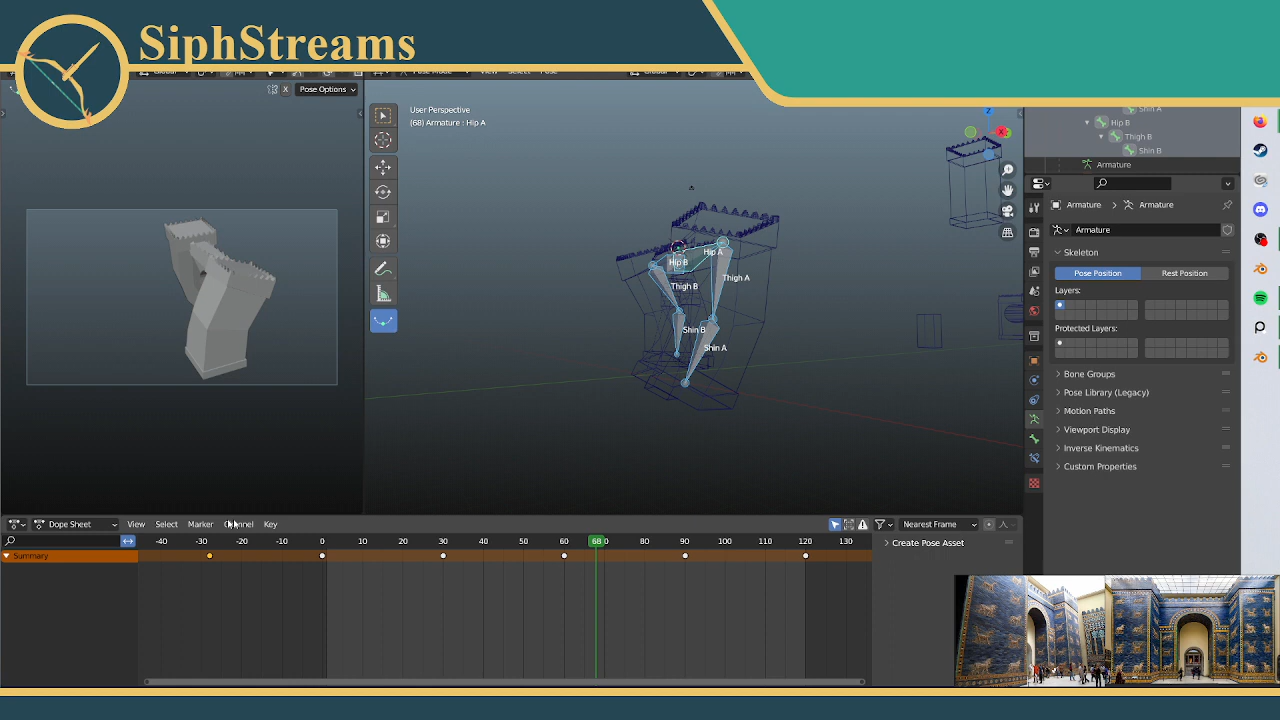 SiphStreams
X Pose Options
User Perspective
(68) Armature : Hip A
Hip A
Hip B
Thigh A
Thigh B
Shin B
Shin A
X
Shin A
Hip B
Thigh B
Shin B
Armature
Armature > Armature
Armature
Skeleton
Pose Position Rest Position
Layers:
Protected Layers:
Bone Groups
Pose Library (Legacy)
Motion Paths
Viewport Display
Inverse Kinematics
Custom Properties
Dope Sheet View Select Marker Channel Key Nearest Frame
-40 -30 -20 -10 0 10 20 30 40 50 60 68 80 90 100 110 120 130
Create Pose Asset
Summary